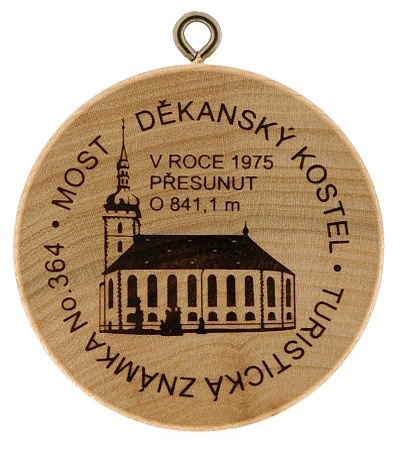 MOST • DĚKANSKÝ KOSTEL • TURISTICKÁ ZNÁMKA No. 364 •
V ROCE 1975
PŘESUNUT
O 841,1 m